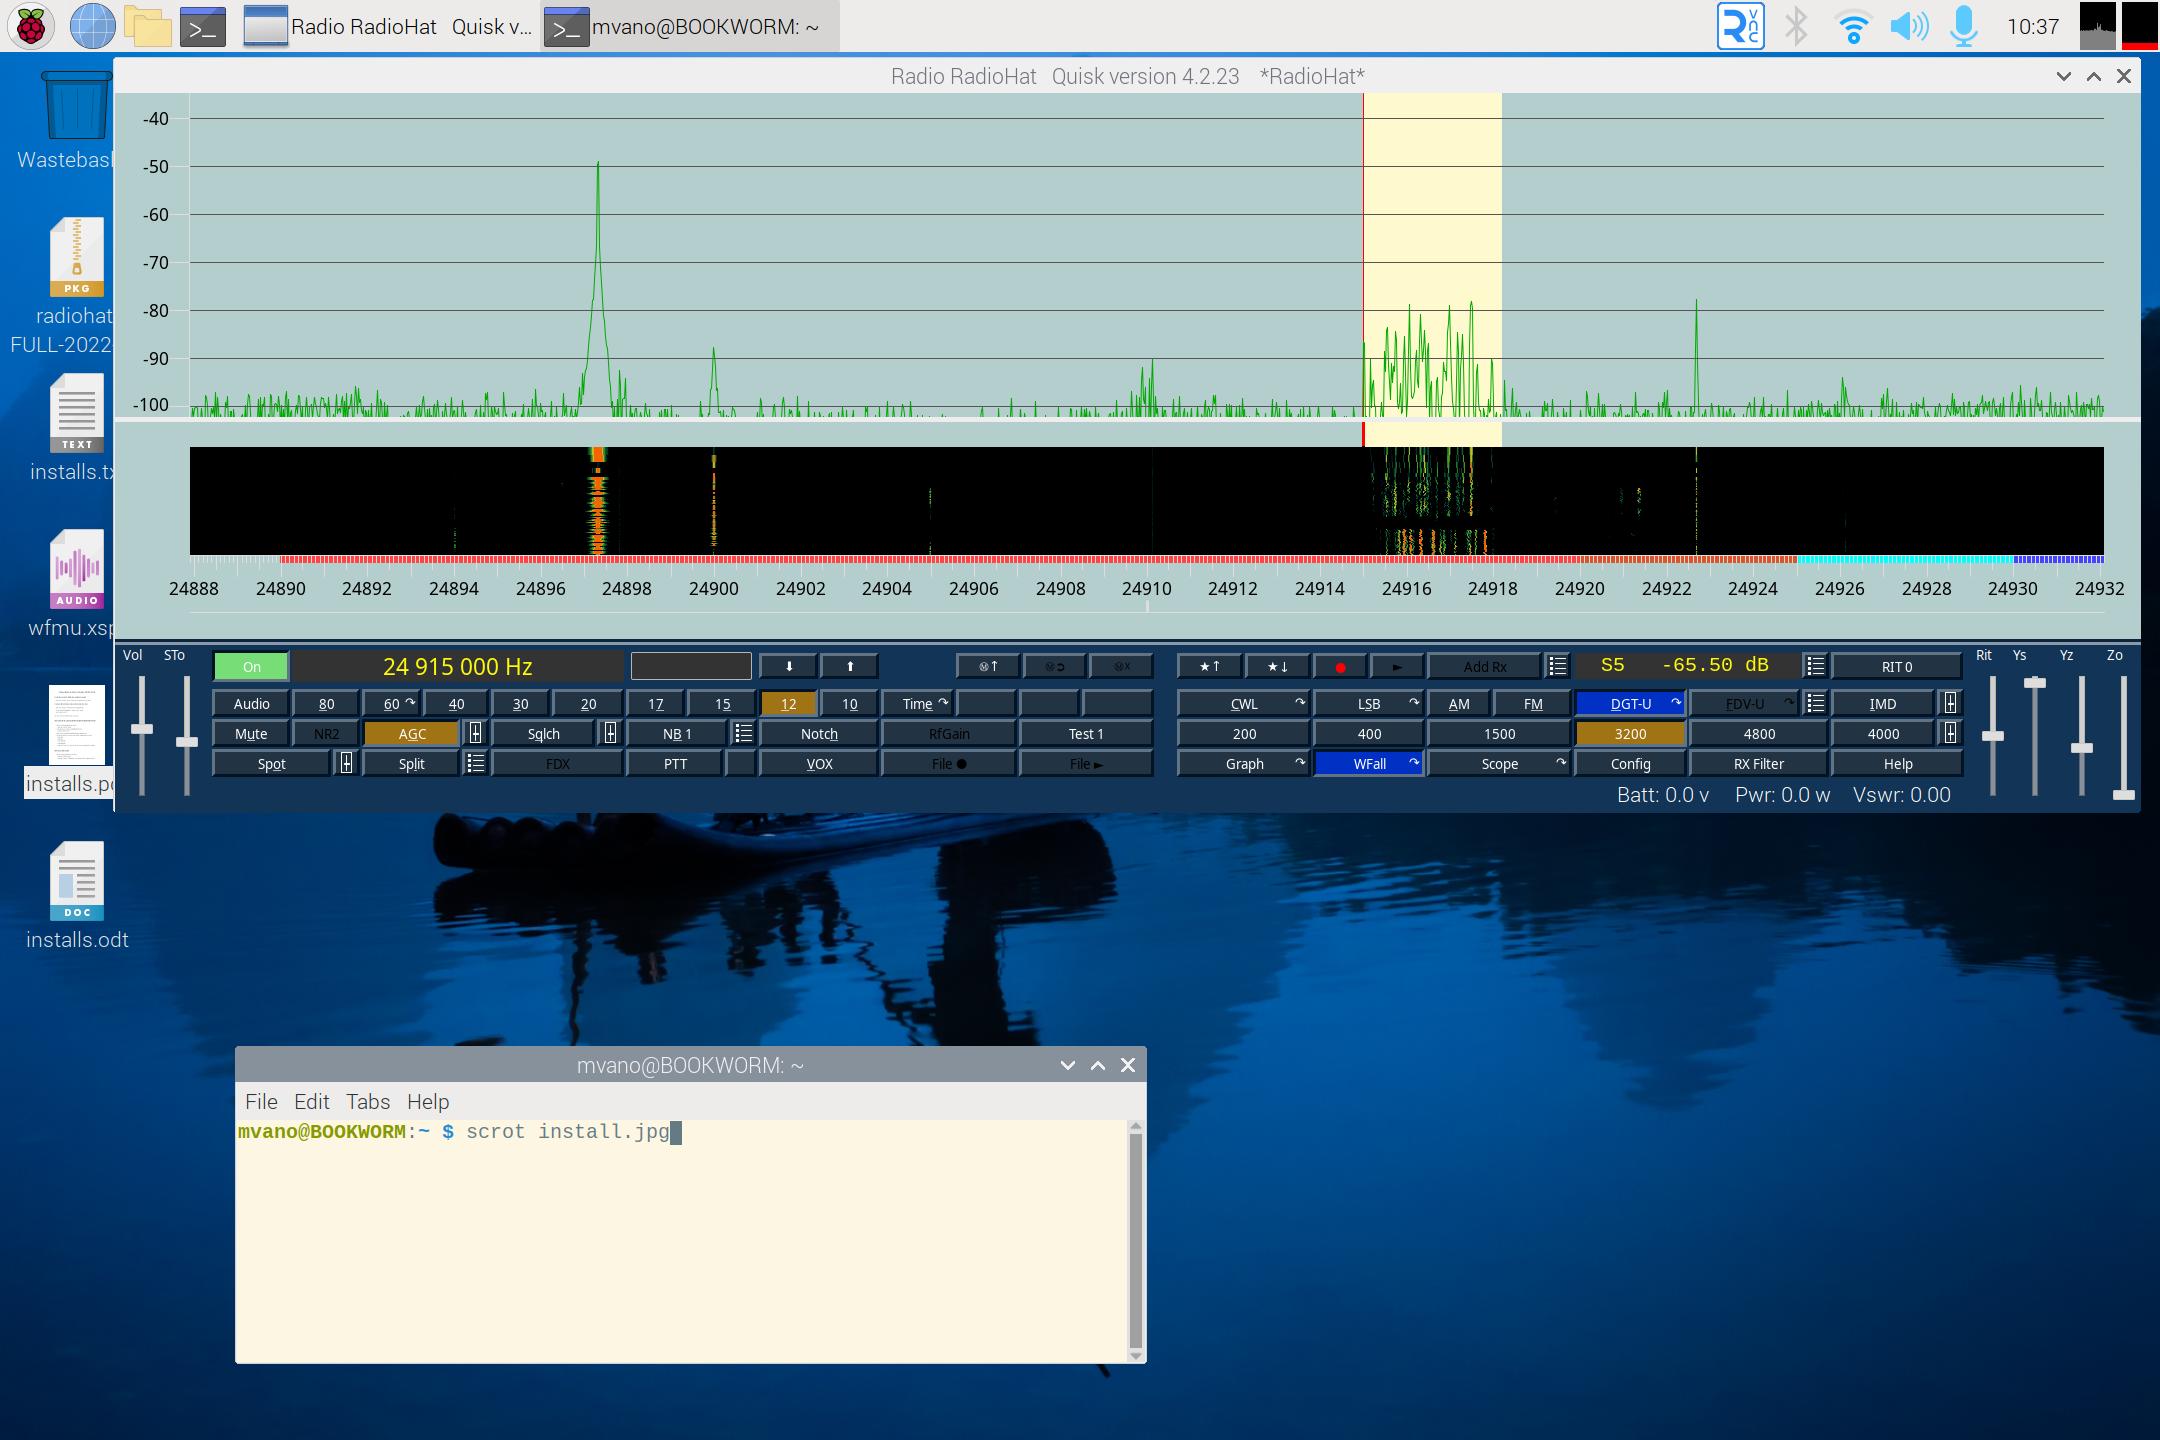 Radio RadioHat Quisk v...
mvano@BOOKWORM: ~
VNC
10:37
Radio RadioHat Quisk version 4.2.23 *RadioHat*
Wastebas
PKG
radiohat
FULL-2022
TEXT
installs.tx
AUDIO
wfmu.xsp
installs.p
DOC
installs.odt
-40
-50
-60
-70
-80
-90
-100
24888 24890 24892 24894 24896 24898 24900 24902 24904 24906 24908 24910 24912 24914 24916 24918 24920 24922 24924 24926 24928 24930 24932
Vol STo On 24 915 000 Hz ⬇ ⬆ Ⓜ↑ Ⓜ➲ Ⓜ☓ ★↑ ★↓ ● ► Add Rx S5 -65.50 dB RIT 0 Rit Ys Yz Zo
Audio 80 60 40 30 20 17 15 12 10 Time CWL LSB AM FM DGT-U FDV-U IMD
Mute NR2 AGC Sqlch NB 1 Notch RfGain Test 1 200 400 1500 3200 4800 4000
Spot Split FDX PTT VOX File ● File ► Graph WFall Scope Config RX Filter Help
Batt: 0.0 v Pwr: 0.0 w Vswr: 0.00
mvano@BOOKWORM: ~
File Edit Tabs Help
mvano@BOOKWORM:~ $ scrot install.jpg